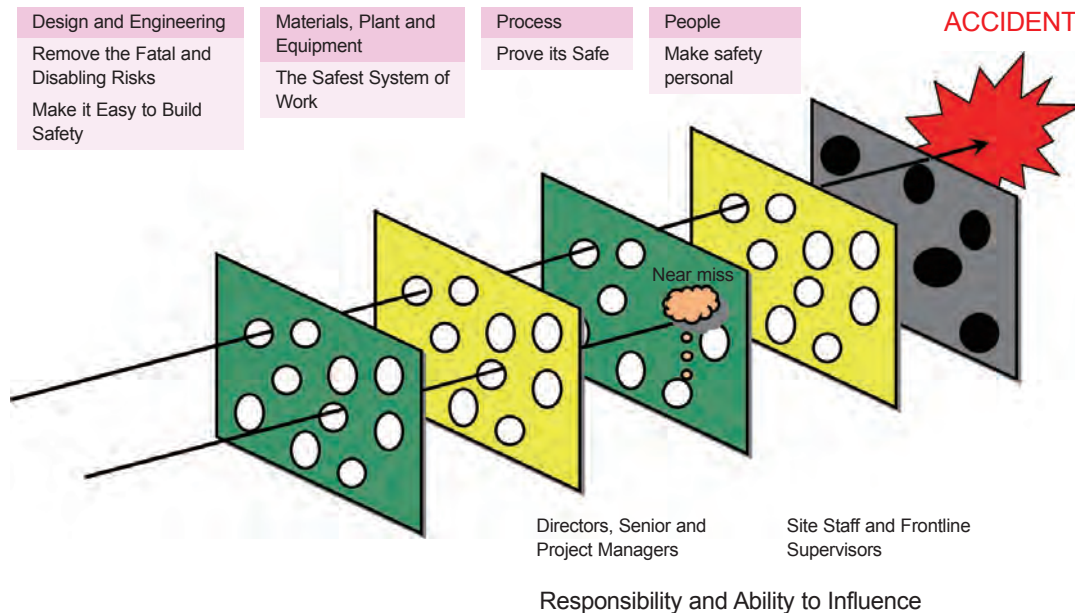 Design and Engineering
Remove the Fatal and
Disabling Risks
Make it Easy to Build
Safety
Materials, Plant and
Equipment
The Safest System of
Work
Process
Prove its Safe
People
Make safety
personal
ACCIDENT
Near miss
Directors, Senior and
Project Managers
Site Staff and Frontline
Supervisors
Responsibility and Ability to Influence